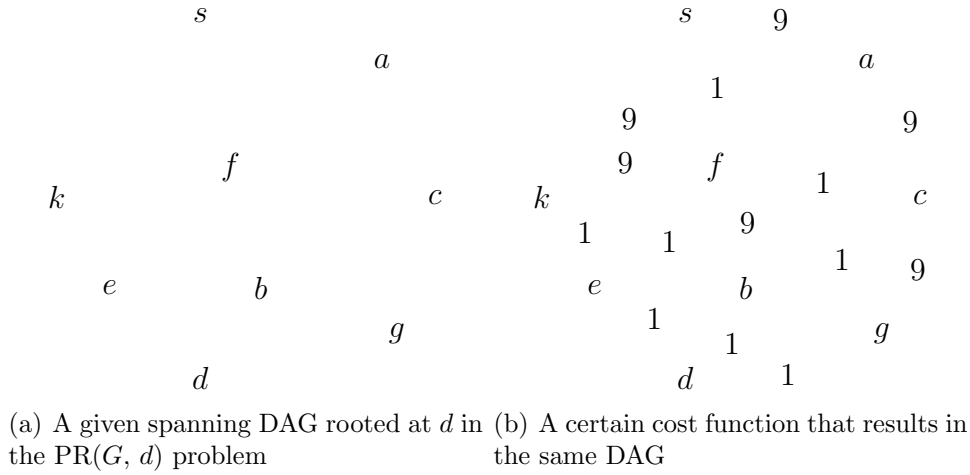 s
a
f
k
c
e
b
g
d
(a) A given spanning DAG rooted at d in
the PR(G, d) problem
s 9
a
1
9
9
9
f
1
k
c
9
1
1
1
9
e
b
1
g
1
d
1
(b) A certain cost function that results in
the same DAG